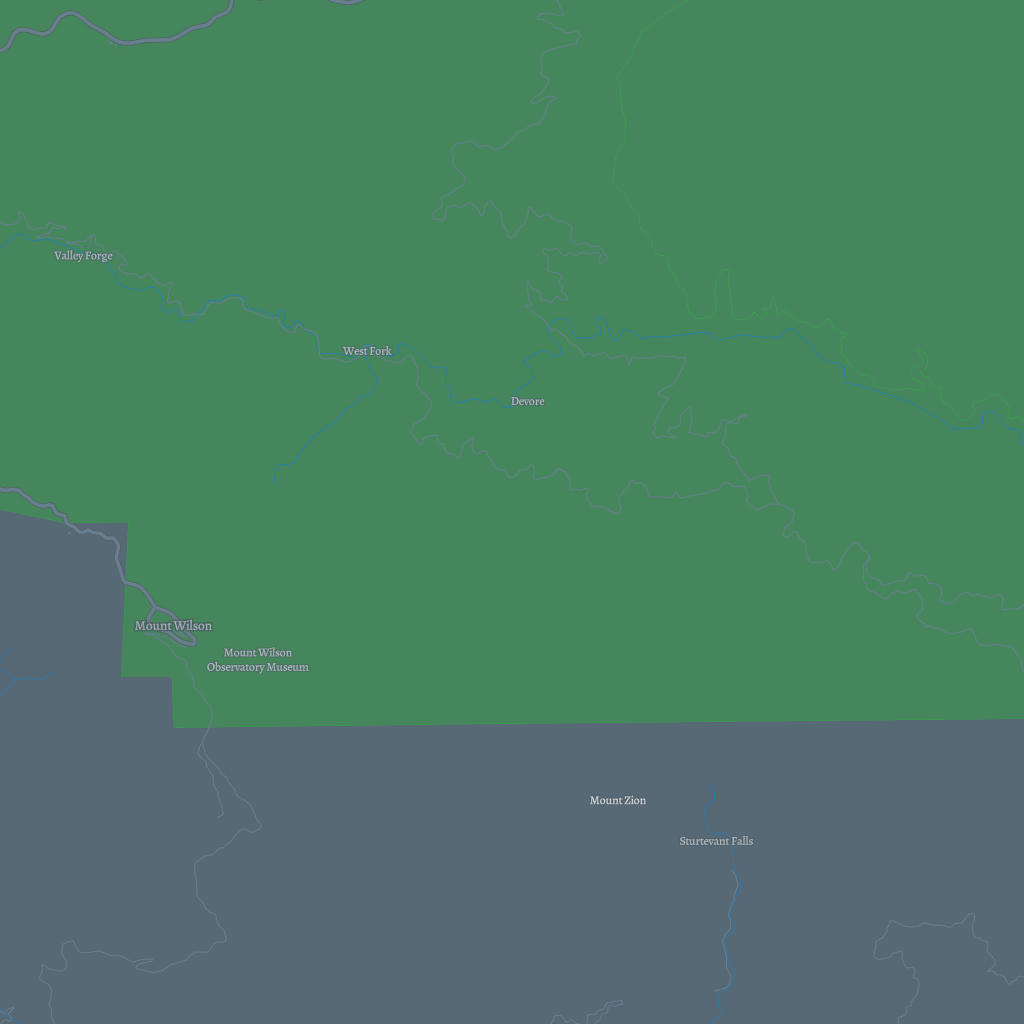 Valley Forge
West Fork
Devore
Mount Wilson
Mount Wilson
Observatory Museum
Mount Zion
Sturtevant Falls